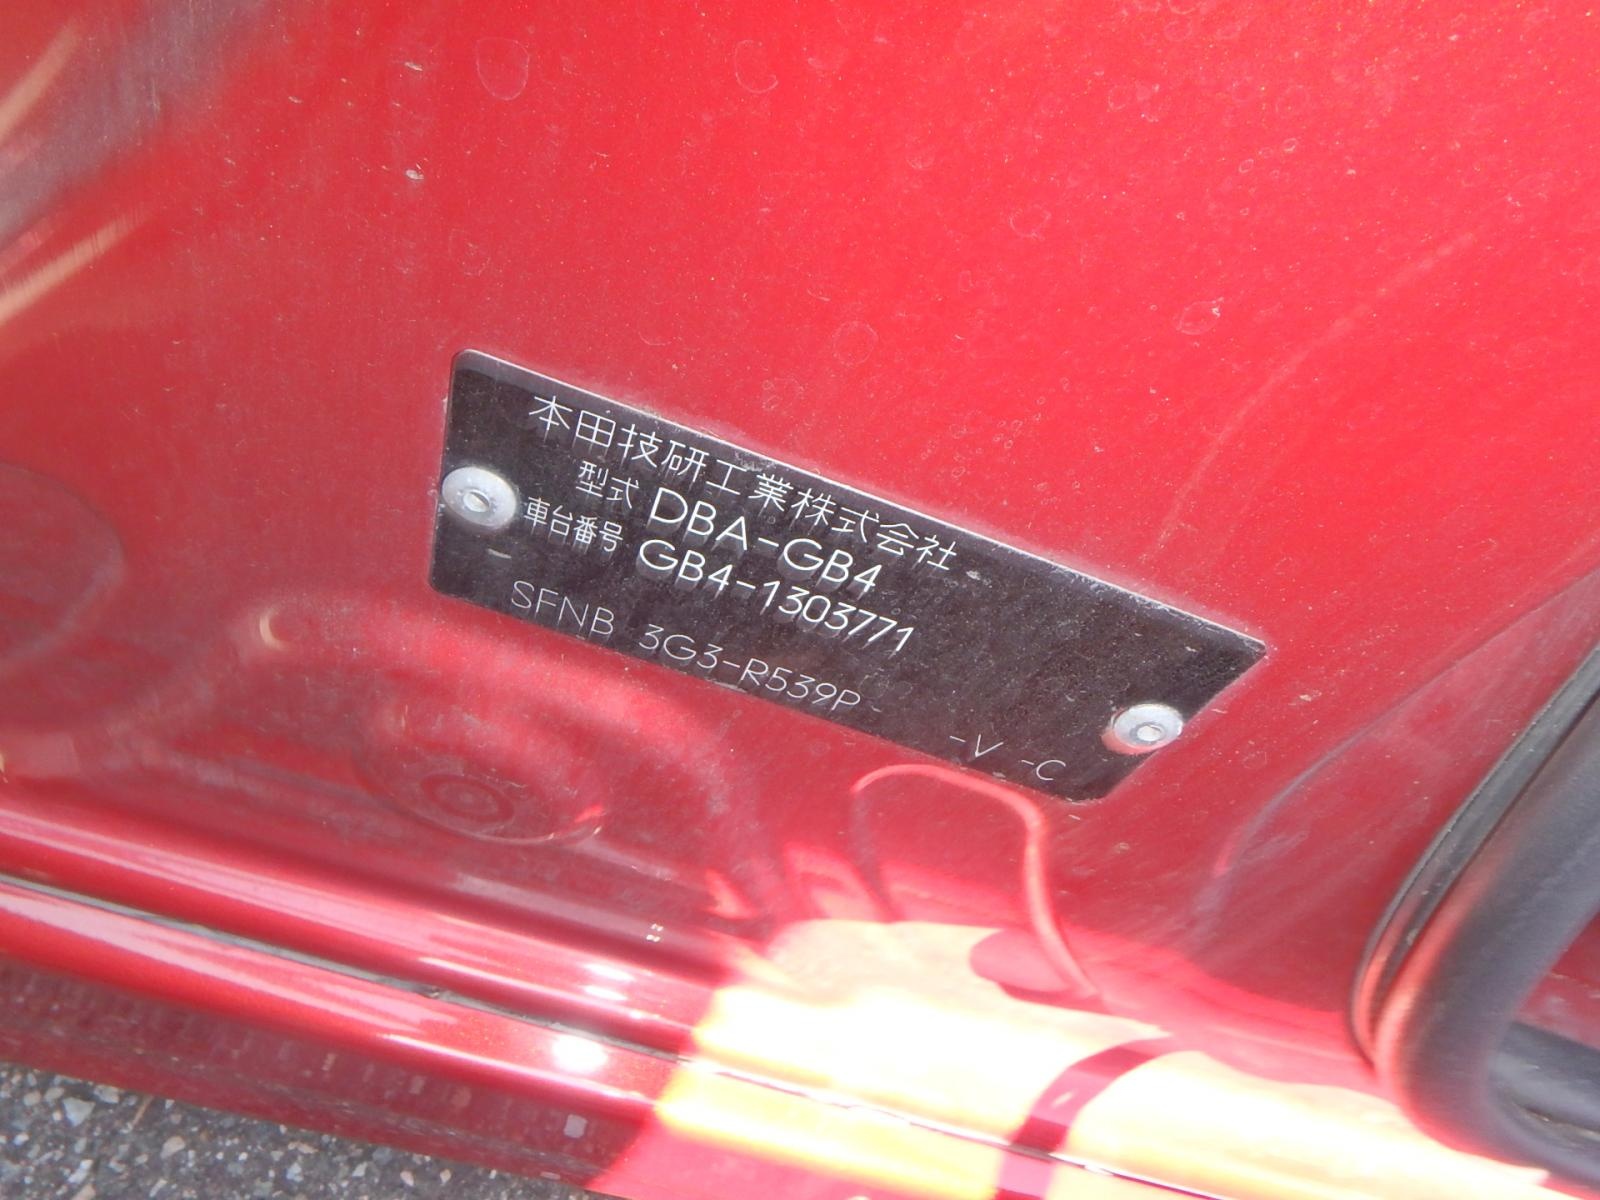 本田技研工業株式会社
型式 DBA-GB4
車台番号 GB4-1303771
SFNB 3G3-R539P -V -C